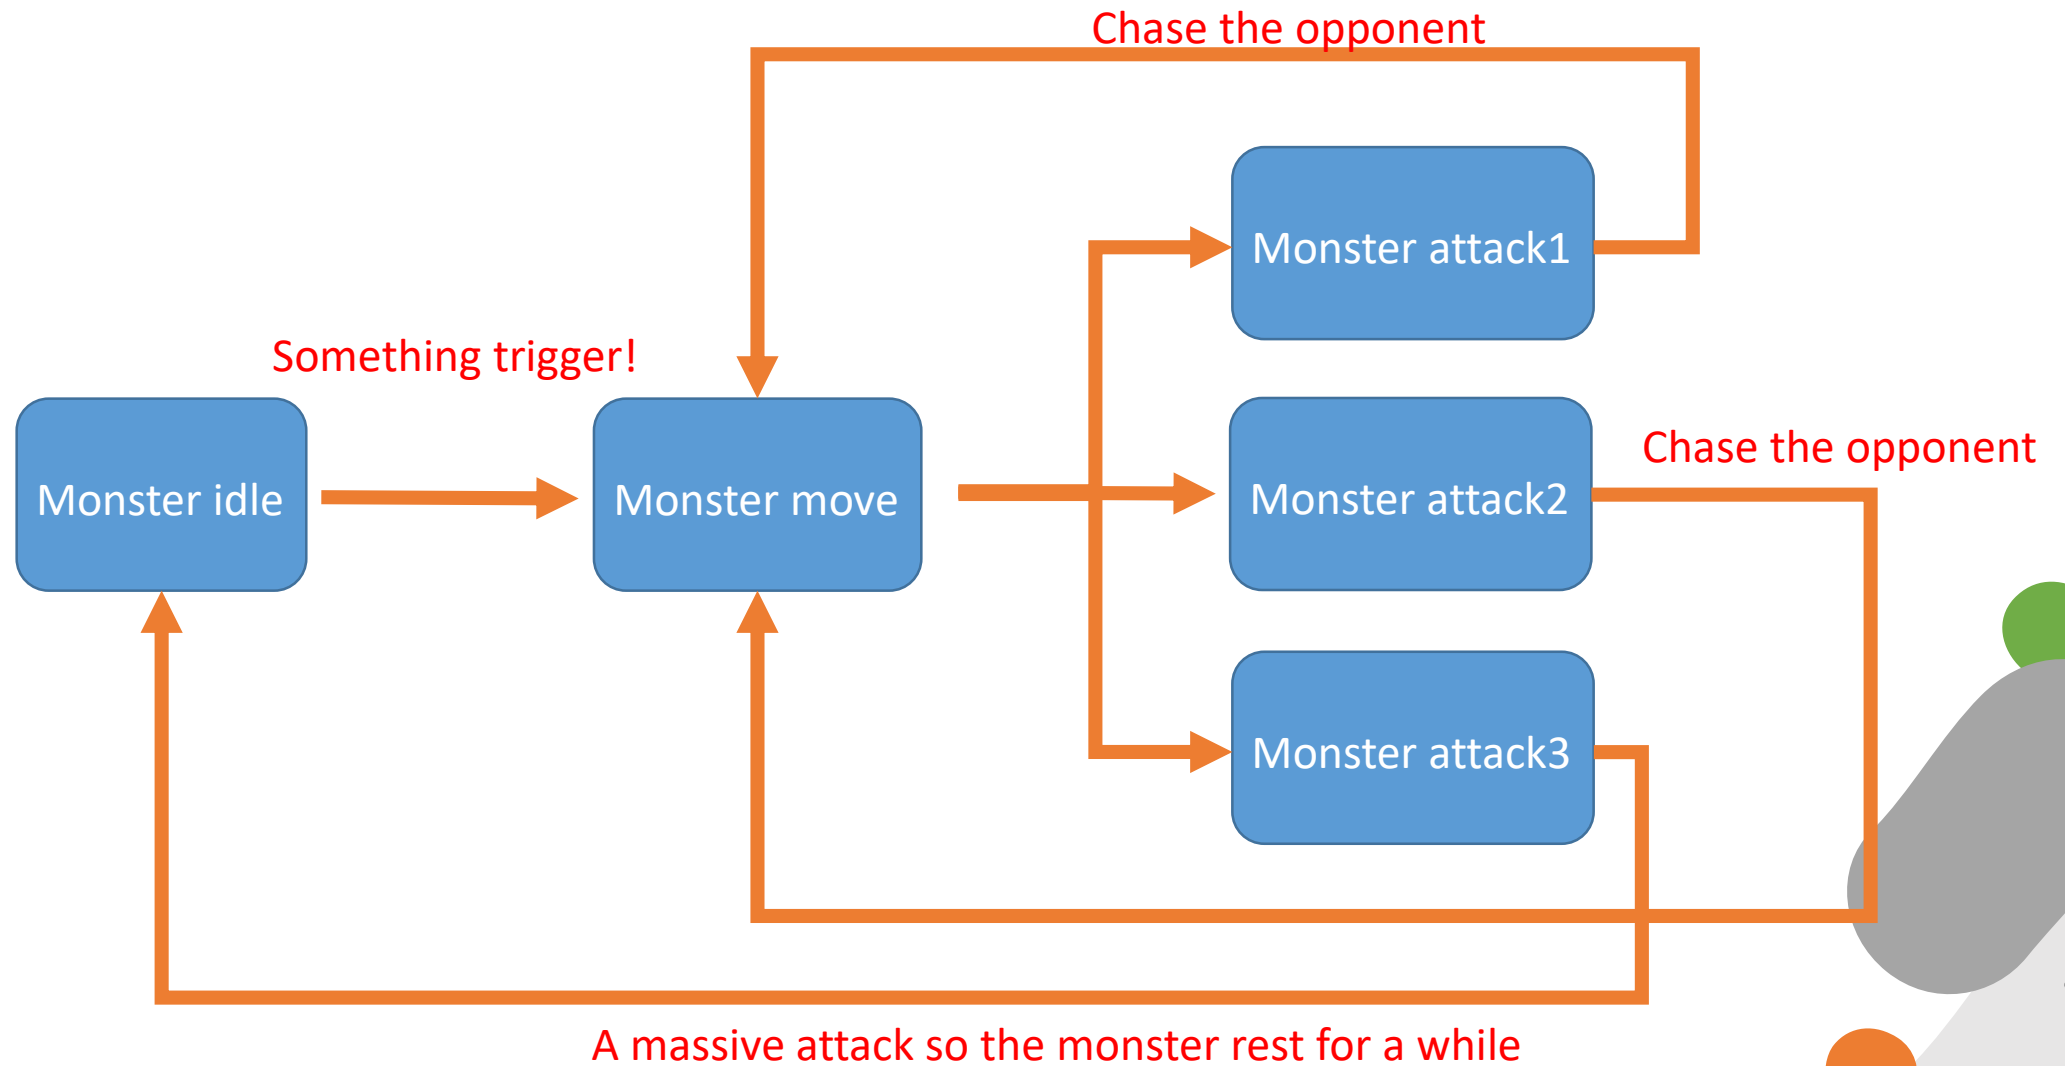 Chase the opponent
Monster attack1
Something trigger!
Monster idle
Monster move
Monster attack2
Chase the opponent
Monster attack3
A massive attack so the monster rest for a while